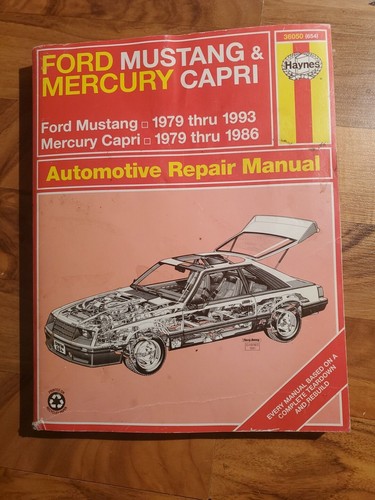 FORD MUSTANG &
MERCURY CAPRI
36050 (654)
Haynes
Ford Mustang □ 1979 thru 1993
Mercury Capri □ 1979 thru 1986
Automotive Repair Manual
EVERY MANUAL BASED ON A
COMPLETE TEARDOWN
AND REBUILD